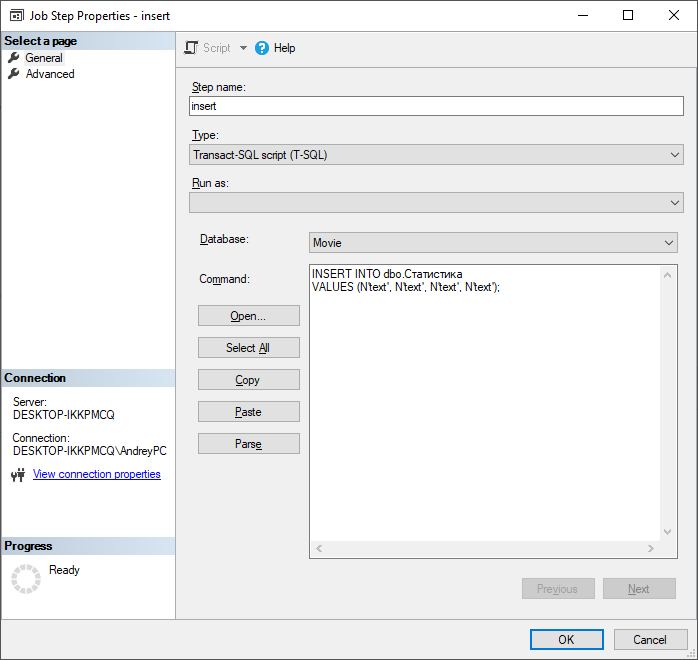 Job Step Properties - insert
Select a page
General
Advanced
Script
Help
Step name:
insert
Type:
Transact-SQL script (T-SQL)
Run as:
Database:
Movie
Command:
INSERT INTO dbo.Статистика
VALUES (N'text', N'text', N'text', N'text');
Open...
Select All
Copy
Paste
Parse
Connection
Server:
DESKTOP-IKKPMCQ
Connection:
DESKTOP-IKKPMCQ\AndreyPC
View connection properties
Progress
Ready
Previous
Next
OK
Cancel